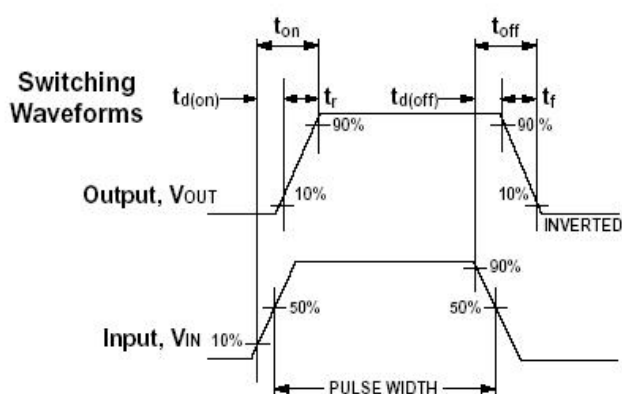 ton
toff
Switching
Waveforms
td(on)
tr
td(off)
tf
90%
90%
Output, VOUT
10%
10%
INVERTED
90%
50%
50%
Input, VIN
10%
PULSE WIDTH